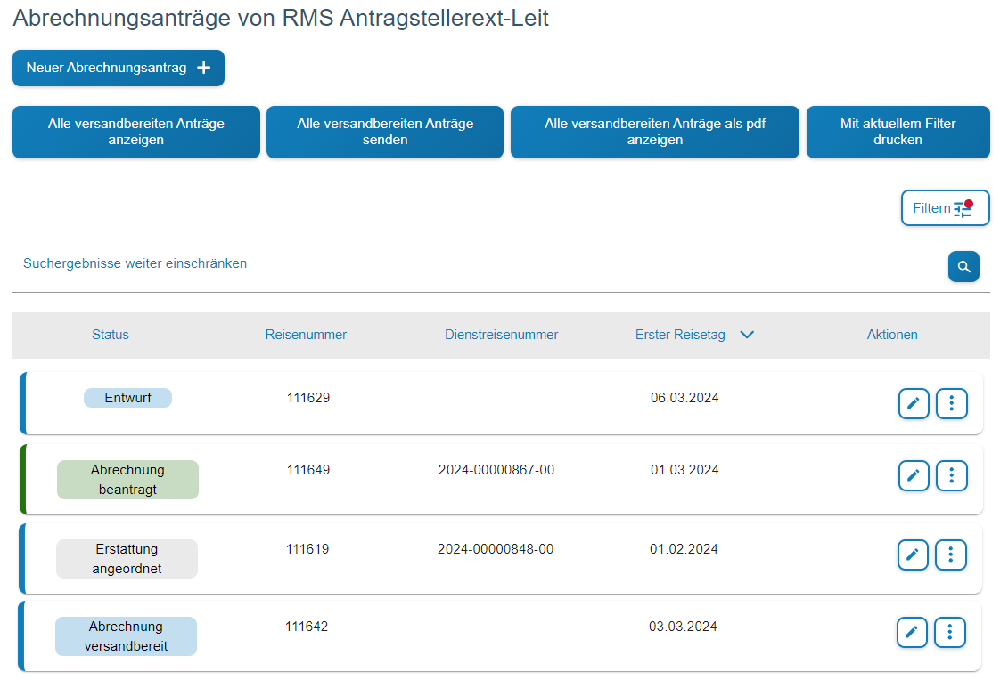 Abrechnungsanträge von RMS Antragstellerext-Leit
Neuer Abrechnungsantrag
Alle versandbereiten Anträge
anzeigen
Alle versandbereiten Anträge
senden
Alle versandbereiten Anträge als pdf
anzeigen
Mit aktuellem Filter
drucken
Filtern
Suchergebnisse weiter einschränken
Status Reisenummer Dienstreisenummer Erster Reisetag Aktionen
Entwurf 111629 06.03.2024
Abrechnung
beantragt 111649 2024-00000867-00 01.03.2024
Erstattung
angeordnet 111619 2024-00000848-00 01.02.2024
Abrechnung
versandbereit 111642 03.03.2024